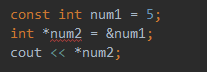 const int num1 = 5;
int *num2 = &num1;
cout << *num2;